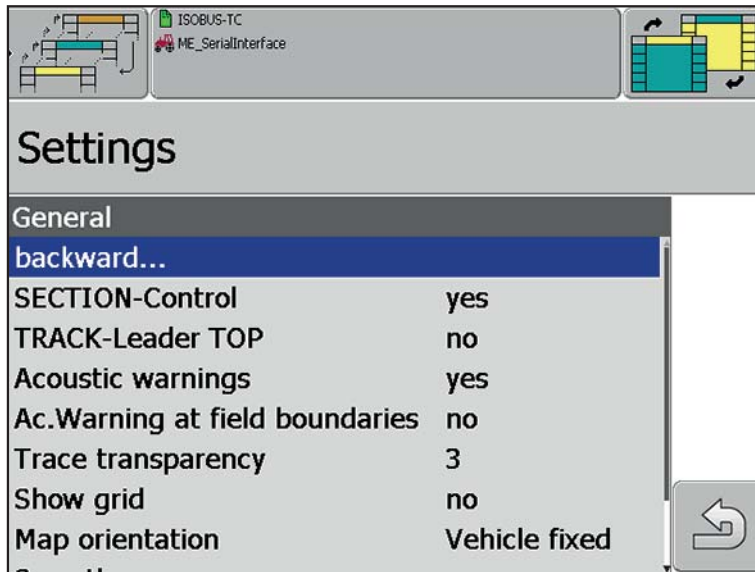 ISOBUS-TC
ME_SerialInterface
Settings
General
backward...
SECTION-Control yes
TRACK-Leader TOP no
Acoustic warnings yes
Ac.Warning at field boundaries no
Trace transparency 3
Show grid no
Map orientation Vehicle fixed